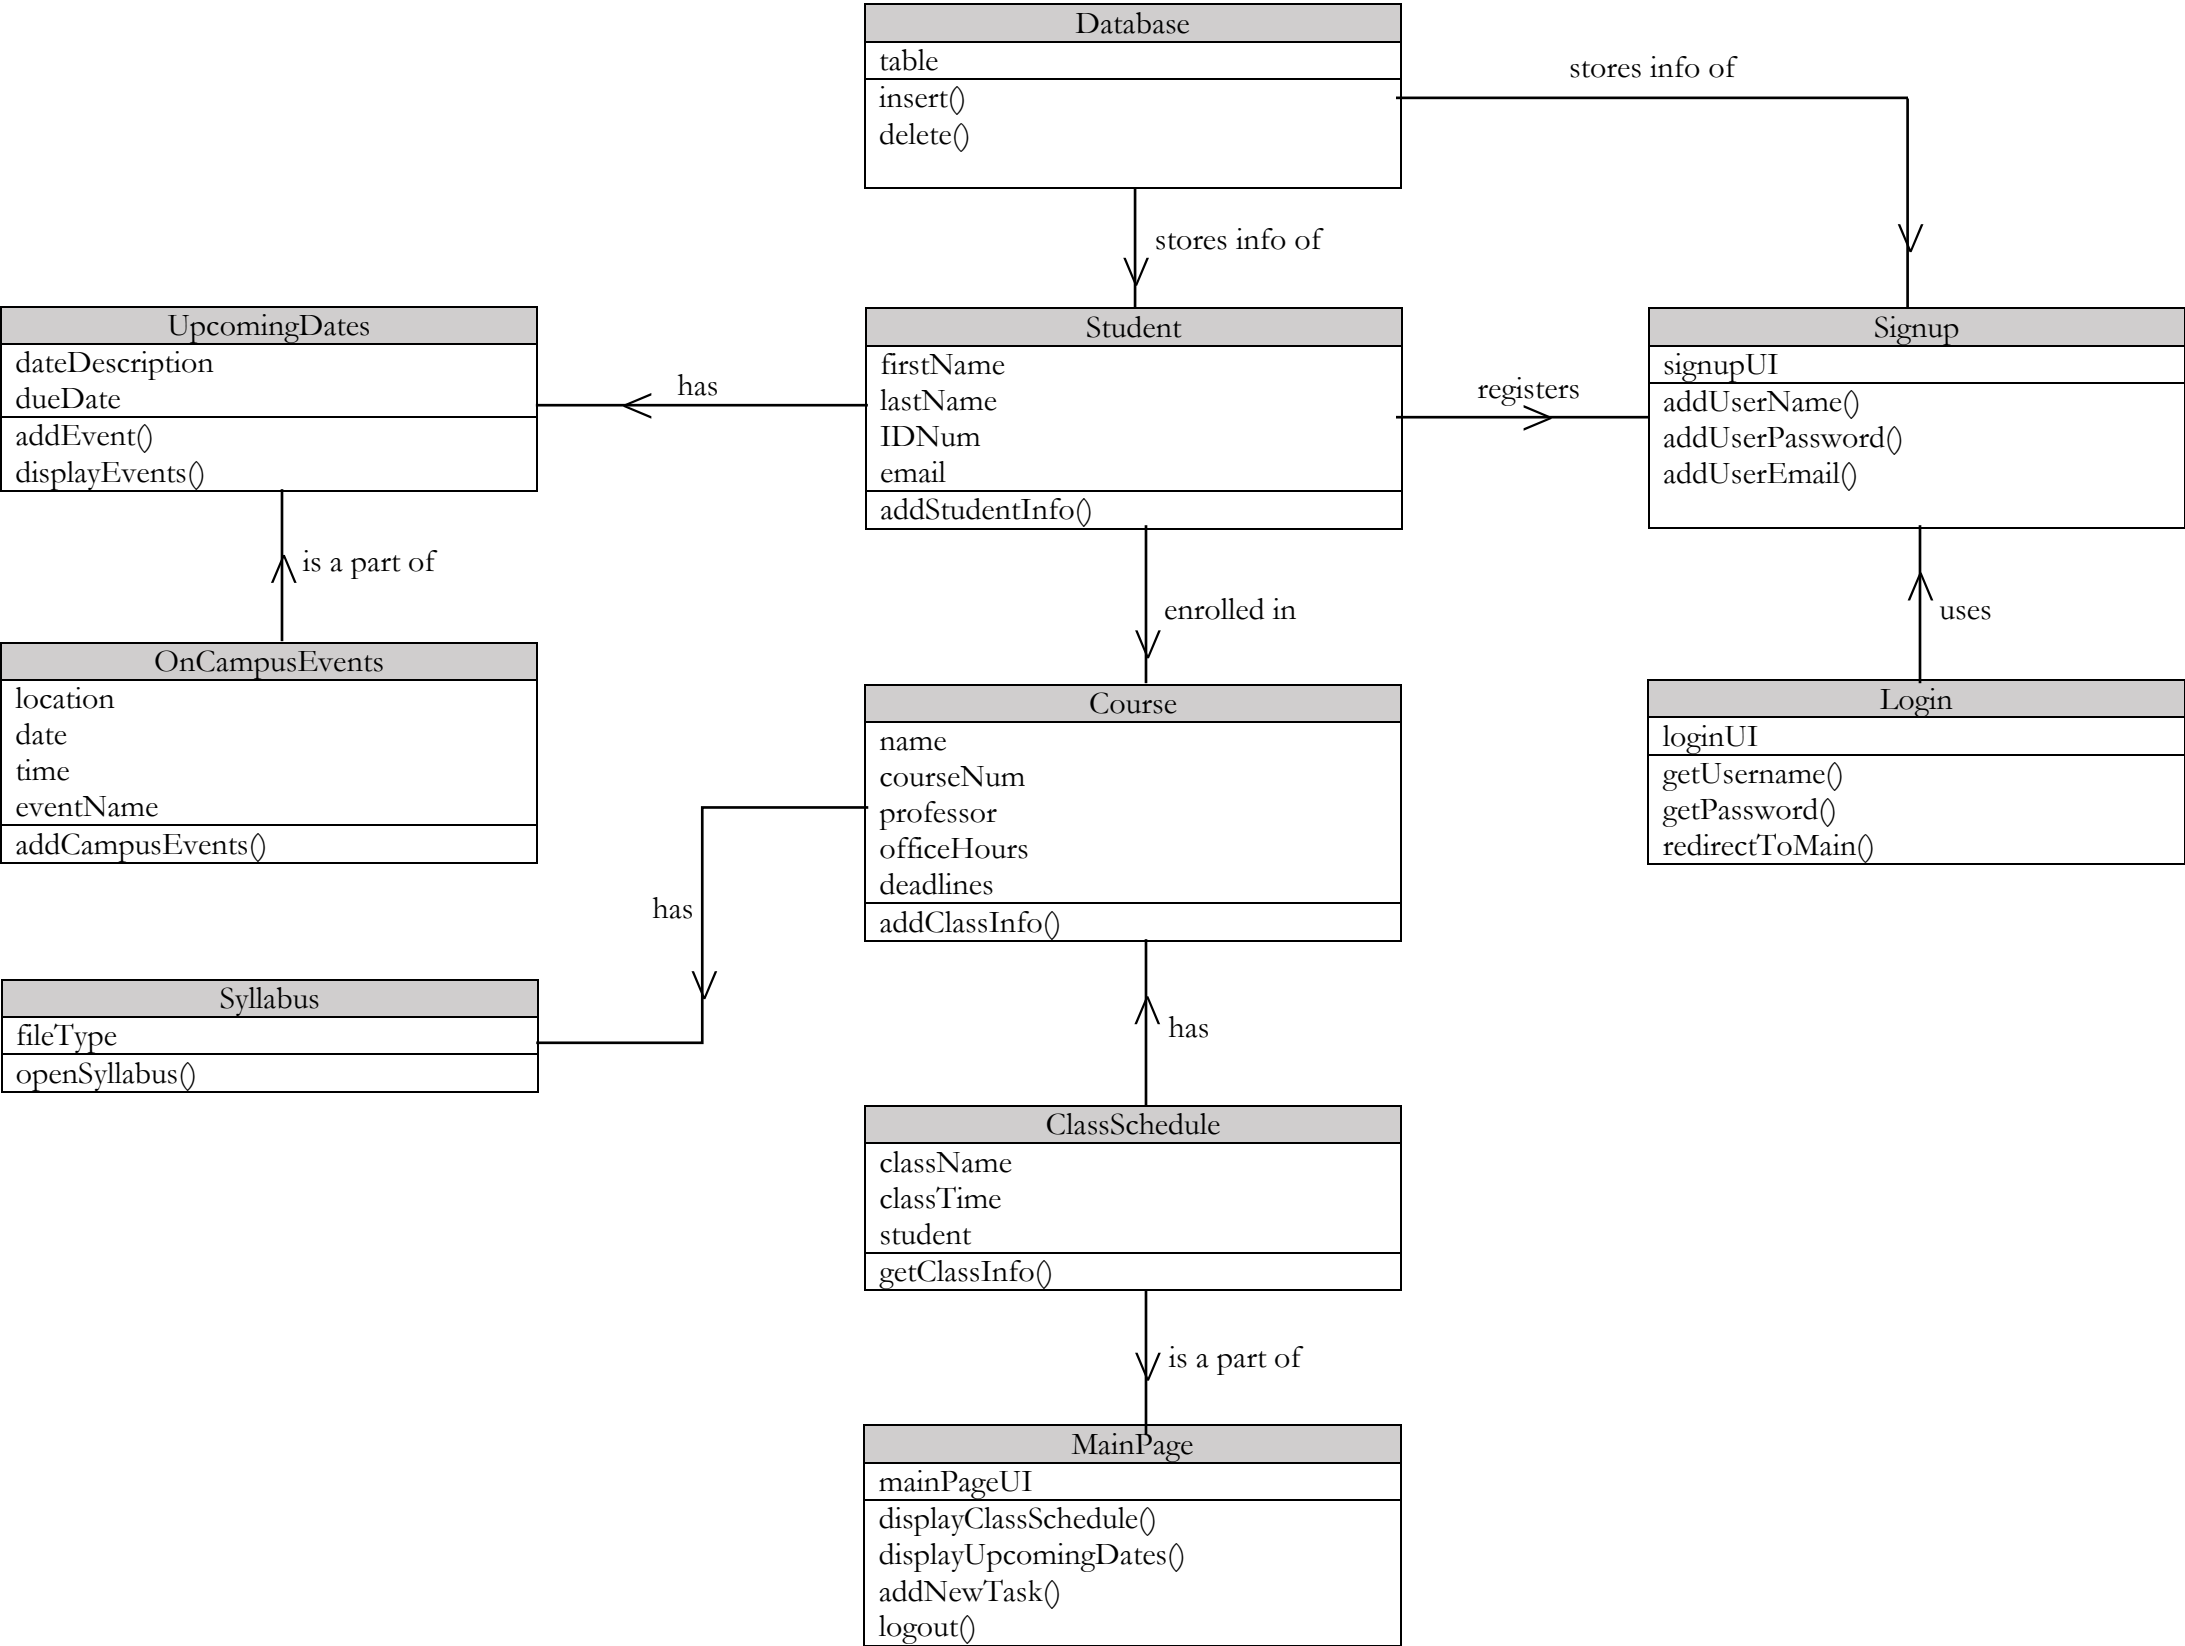 Database
table
insert()
delete()
stores info of
stores info of
UpcomingDates
dateDescription
dueDate
addEvent()
displayEvents()
has
Student
firstName
lastName
IDNum
email
addStudentInfo()
registers
Signup
signupUI
addUserName()
addUserPassword()
addUserEmail()
is a part of
enrolled in
uses
OnCampusEvents
location
date
time
eventName
addCampusEvents()
Course
name
courseNum
professor
officeHours
deadlines
addClassInfo()
Login
loginUI
getUsername()
getPassword()
redirectToMain()
has
Syllabus
fileType
openSyllabus()
has
ClassSchedule
className
classTime
student
getClassInfo()
is a part of
MainPage
mainPageUI
displayClassSchedule()
displayUpcomingDates()
addNewTask()
logout()